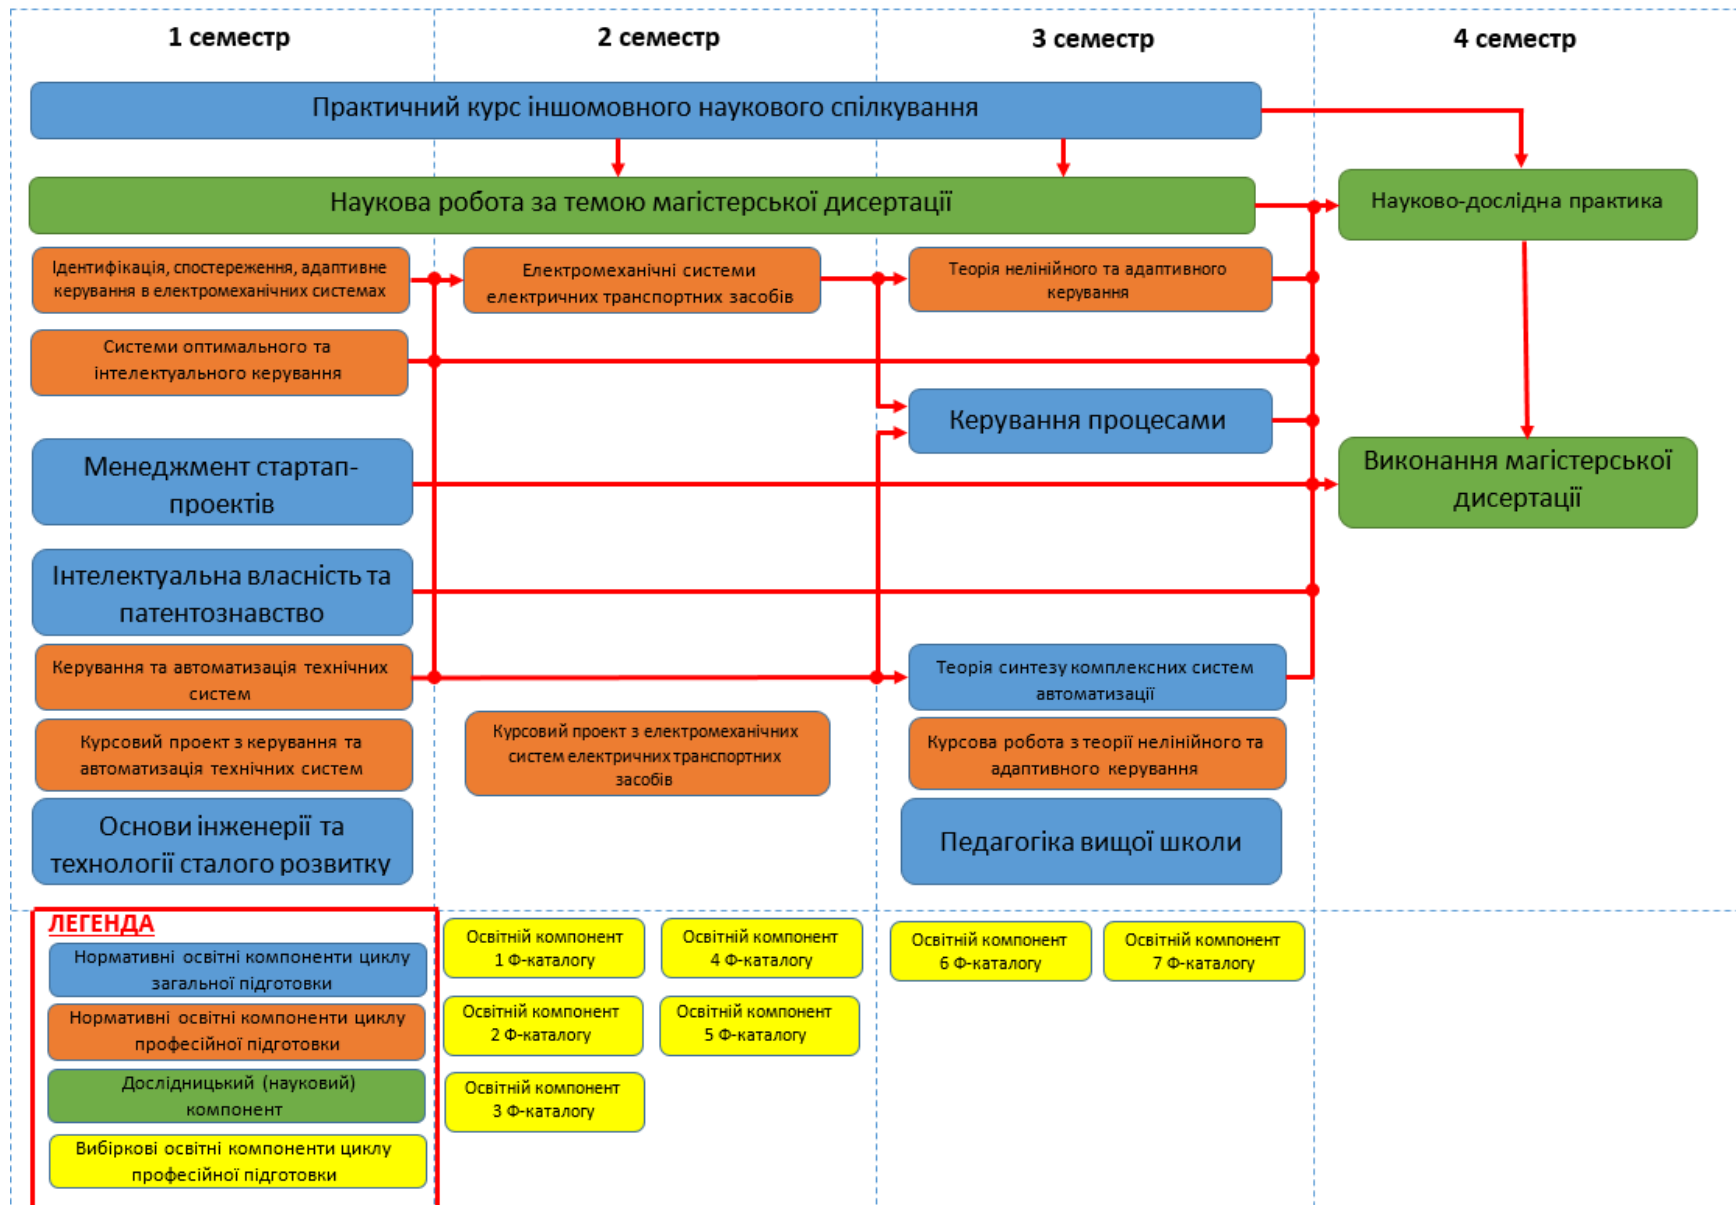 1 семестр
2 семестр
3 семестр
4 семестр
Практичний курс іншомовного наукового спілкування
Наукова робота за темою магістерської дисертації
Науково-дослідна практика
Ідентифікація, спостереження, адаптивне
керування в електромеханічних системах
Електромеханічні системи
електричних транспортних засобів
Теорія нелінійного та адаптивного
керування
Системи оптимального та
інтелектуального керування
Керування процесами
Менеджмент стартап-
проектів
Виконання магістерської
дисертації
Інтелектуальна власність та
патентознавство
Керування та автоматизація технічних
систем
Теорія синтезу комплексних систем
автоматизації
Курсовий проект з керування та
автоматизація технічних систем
Курсовий проект з електромеханічних
систем електричних транспортних
засобів
Курсова робота з теорії нелінійного та
адаптивного керування
Основи інженерії та
технології сталого розвитку
Педагогіка вищої школи
ЛЕГЕНДА
Нормативні освітні компоненти циклу
загальної підготовки
Нормативні освітні компоненти циклу
професійної підготовки
Дослідницький (науковий)
компонент
Вибіркові освітні компоненти циклу
професійної підготовки
Освітній компонент
1 Ф-каталогу
Освітній компонент
4 Ф-каталогу
Освітній компонент
2 Ф-каталогу
Освітній компонент
5 Ф-каталогу
Освітній компонент
3 Ф-каталогу
Освітній компонент
6 Ф-каталогу
Освітній компонент
7 Ф-каталогу